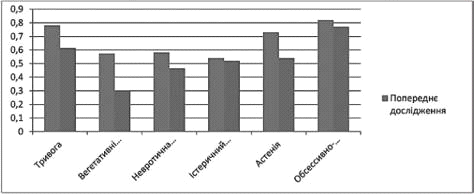 0,9
0,8
0,7
0,6
0,5
0,4
0,3
0,2
0,1
0
Тривога
Вегетативні…
Невротична…
Істеричний…
Астенія
Обсессивно-…
Попереднє
дослідження